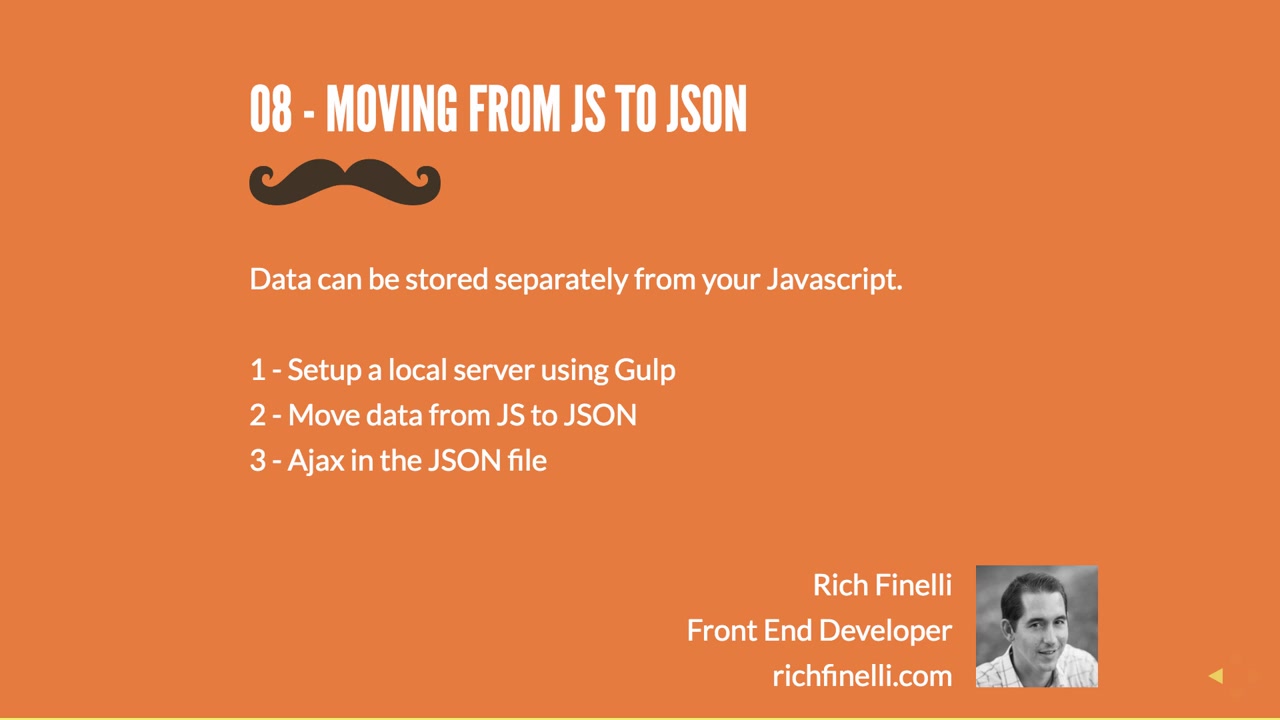 08 - MOVING FROM JS TO JSON
Data can be stored separately from your Javascript.
1 - Setup a local server using Gulp
2 - Move data from JS to JSON
3 - Ajax in the JSON file
Rich Finelli
Front End Developer
richfinelli.com